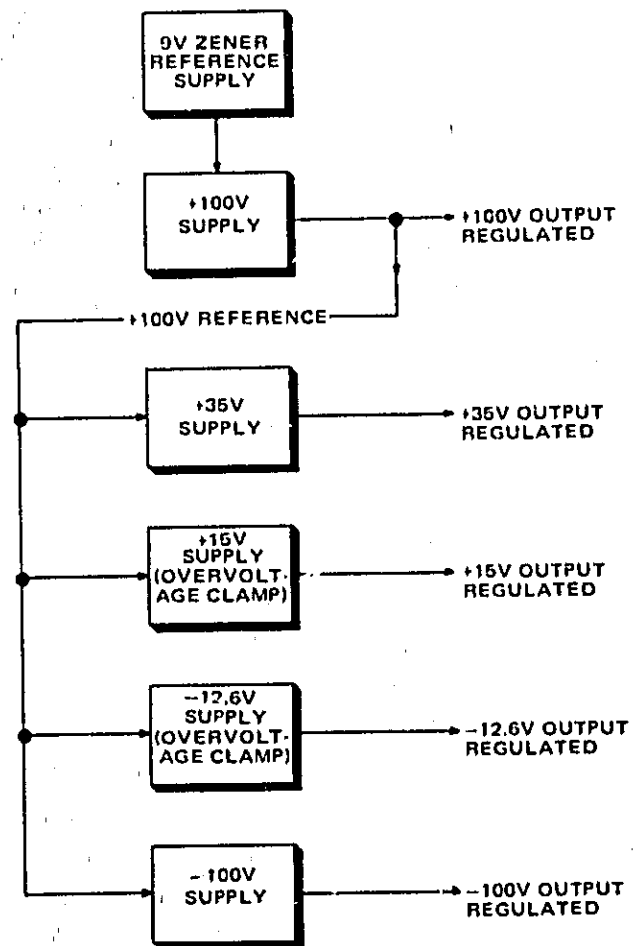 9V ZENER
REFERENCE
SUPPLY
+100V
SUPPLY
+100V OUTPUT
REGULATED
+100V REFERENCE
+35V
SUPPLY
+35V OUTPUT
REGULATED
+15V
SUPPLY
(OVERVOLT-
AGE CLAMP)
+15V OUTPUT
REGULATED
-12.6V
SUPPLY
(OVERVOLT-
AGE CLAMP)
-12.6V OUTPUT
REGULATED
-100V
SUPPLY
-100V OUTPUT
REGULATED